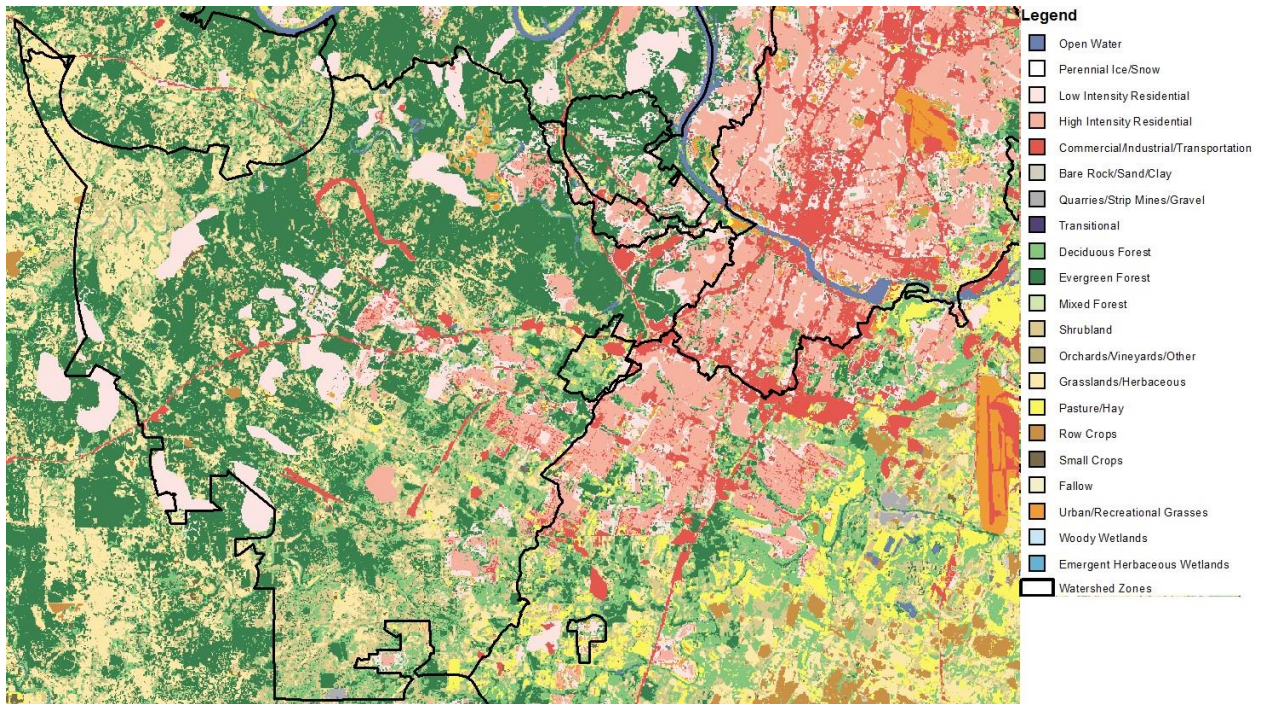 Legend
Open Water
Perennial Ice/Snow
Low Intensity Residential
High Intensity Residential
Commercial/Industrial/Transportation
Bare Rock/Sand/Clay
Quarries/Strip Mines/Gravel
Transitional
Deciduous Forest
Evergreen Forest
Mixed Forest
Shrubland
Orchards/Vineyards/Other
Grasslands/Herbaceous
Pasture/Hay
Row Crops
Small Crops
Fallow
Urban/Recreational Grasses
Woody Wetlands
Emergent Herbaceous Wetlands
Watershed Zones